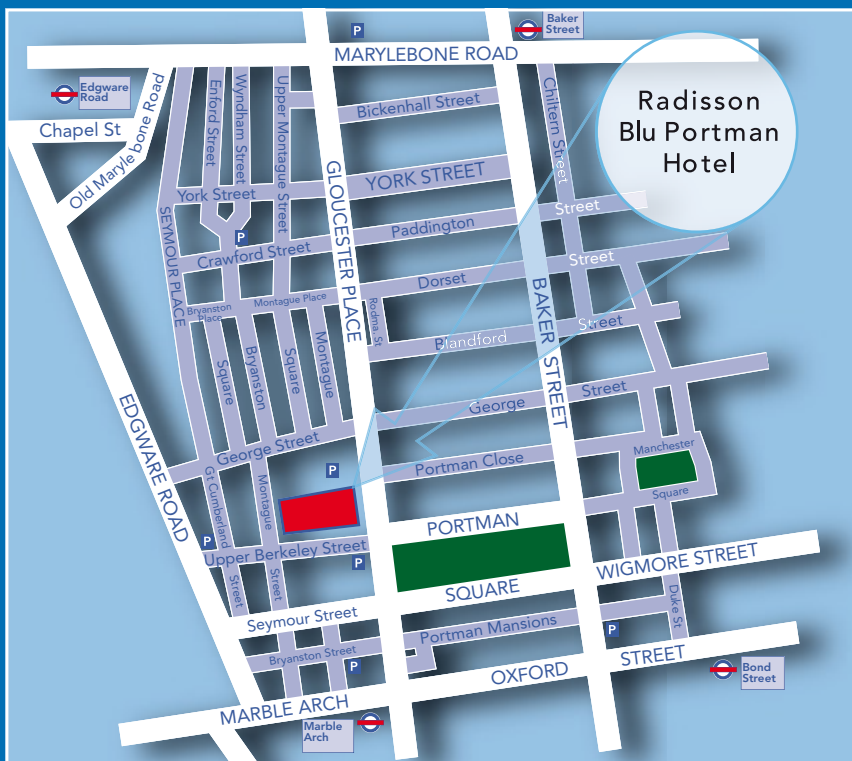 P
Baker
Street
MARYLEBONE ROAD
Edgware
Road
Radisson
Blu Portman
Hotel
Chapel St
Old Marylebone Road
Enford Street
Wyndham Street
Upper Montague Street
Bickenhall Street
Chiltern Street
GLOUCESTER PLACE
York Street
YORK STREET
SEYMOUR PLACE
P
Crawford Street
Paddington
Street
Dorset
Street
BAKER STREET
Bryanston
Place
Montague Place
Rodma. St
Blandford
Street
Square
Bryanston
Square
Montague
EDGWARE ROAD
George Street
George
Street
P
Portman Close
Manchester
Square
Gt Cumberland
Street
Montague
Street
P
Upper Berkeley Street
P
PORTMAN
SQUARE
WIGMORE STREET
Seymour Street
Duke St
Portman Mansions
P
Bryanston Street
P
OXFORD
STREET
Bond
Street
MARBLE ARCH
Marble
Arch